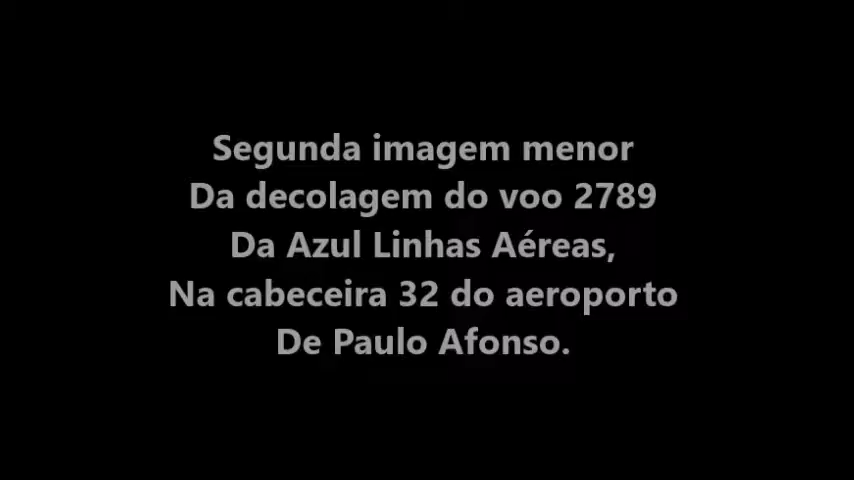 Segunda imagem menor
Da decolagem do voo 2789
Da Azul Linhas Aéreas,
Na cabeceira 32 do aeroporto
De Paulo Afonso.